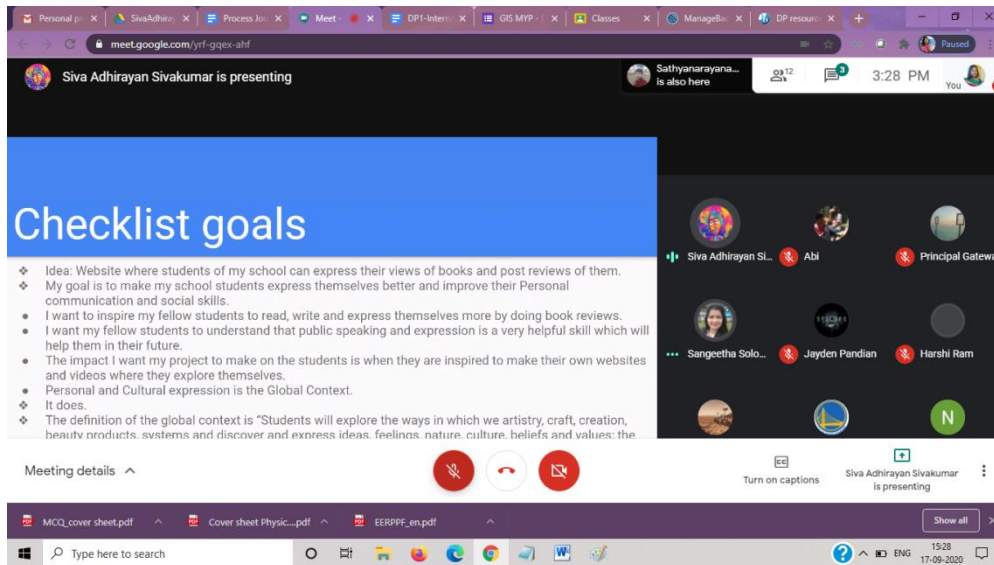 Personal pr
SivaAdhira
Process Jou
Meet -
DP1-Intern
GIS MYP -
Classes
ManageBac
DP resourc
meet.google.com/yrf-gqex-ahf
Paused
Siva Adhirayan Sivakumar is presenting
Sathyanarayana...
is also here
12
3
3:28 PM
You
Checklist goals
❖ Idea: Website where students of my school can express their views of books and post reviews of them.
❖ My goal is to make my school students express themselves better and improve their Personal
communication and social skills.
● I want to inspire my fellow students to read, write and express themselves more by doing book reviews.
● I want my fellow students to understand that public speaking and expression is a very helpful skill which will
help them in their future.
● The impact I want my project to make on the students is when they are inspired to make their own websites
and videos where they explore themselves.
● Personal and Cultural expression is the Global Context.
❖ It does.
❖ The definition of the global context is “Students will explore the ways in which we artistry, craft, creation,
beauty products, systems and discover and express ideas, feelings, nature, culture, beliefs and values; the
Siva Adhirayan Si...
Abi
Principal Gatewa
Sangeetha Solo...
Jayden Pandian
Harshi Ram
N
Meeting details
Turn on captions
Siva Adhirayan Sivakumar
is presenting
MCQ_cover sheet.pdf
Cover sheet Physic....pdf
EERPPF_en.pdf
Show all
Type here to search
ENG
15:28
17-09-2020